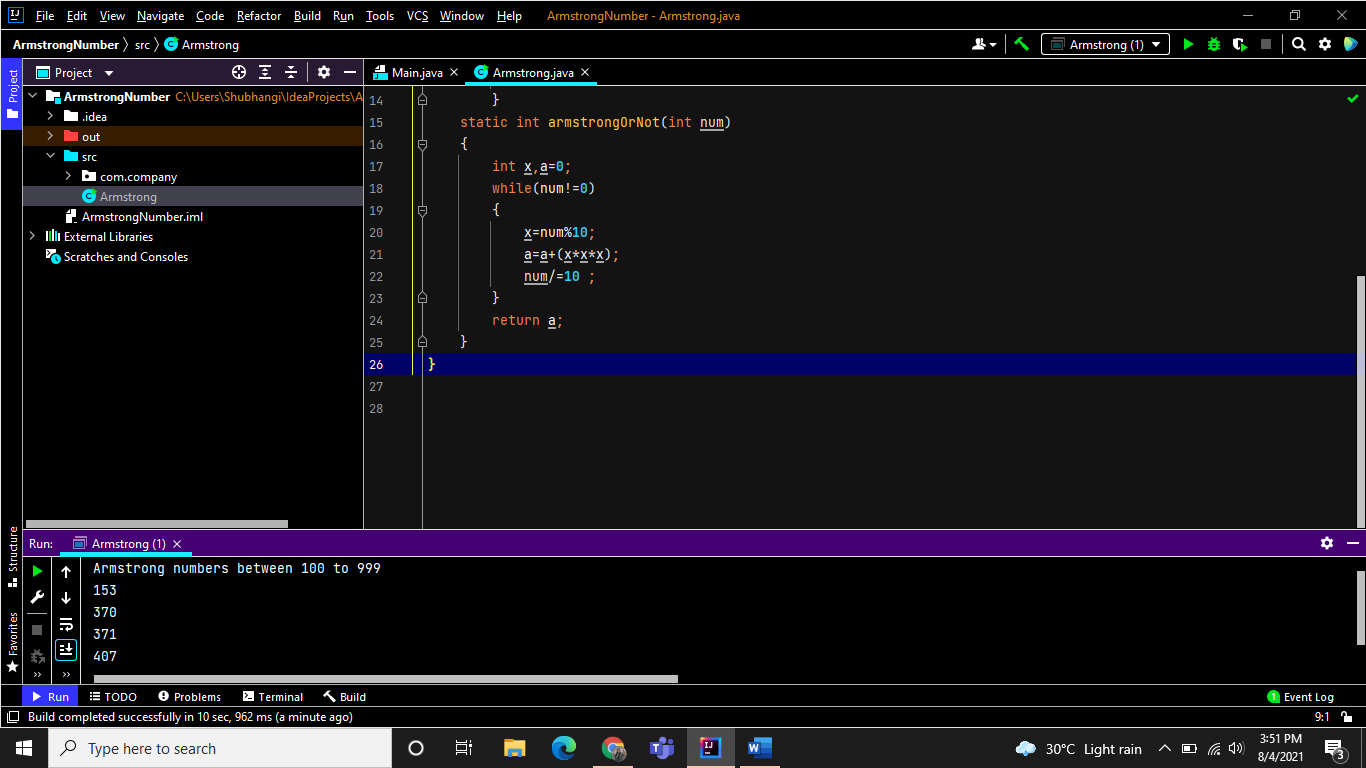 File Edit View Navigate Code Refactor Build Run Tools VCS Window Help ArmstrongNumber - Armstrong.java
ArmstrongNumber src Armstrong Armstrong (1)
Project
Project
Main.java Armstrong.java
ArmstrongNumber C:\Users\Shubhangi\IdeaProjects\A
.idea
out
src
com.company
Armstrong
ArmstrongNumber.iml
External Libraries
Scratches and Consoles
14 }
15 static int armstrongOrNot(int num)
16 {
17 int x,a=0;
18 while(num!=0)
19 {
20 x=num%10;
21 a=a+(x*x*x);
22 num/=10 ;
23 }
24 return a;
25 }
26 }
27
28
Structure
Favorites
Run: Armstrong (1)
Armstrong numbers between 100 to 999
153
370
371
407
Run TODO Problems Terminal Build 1 Event Log
Build completed successfully in 10 sec, 962 ms (a minute ago) 9:1
Type here to search 30°C Light rain 3:51 PM
8/4/2021 3